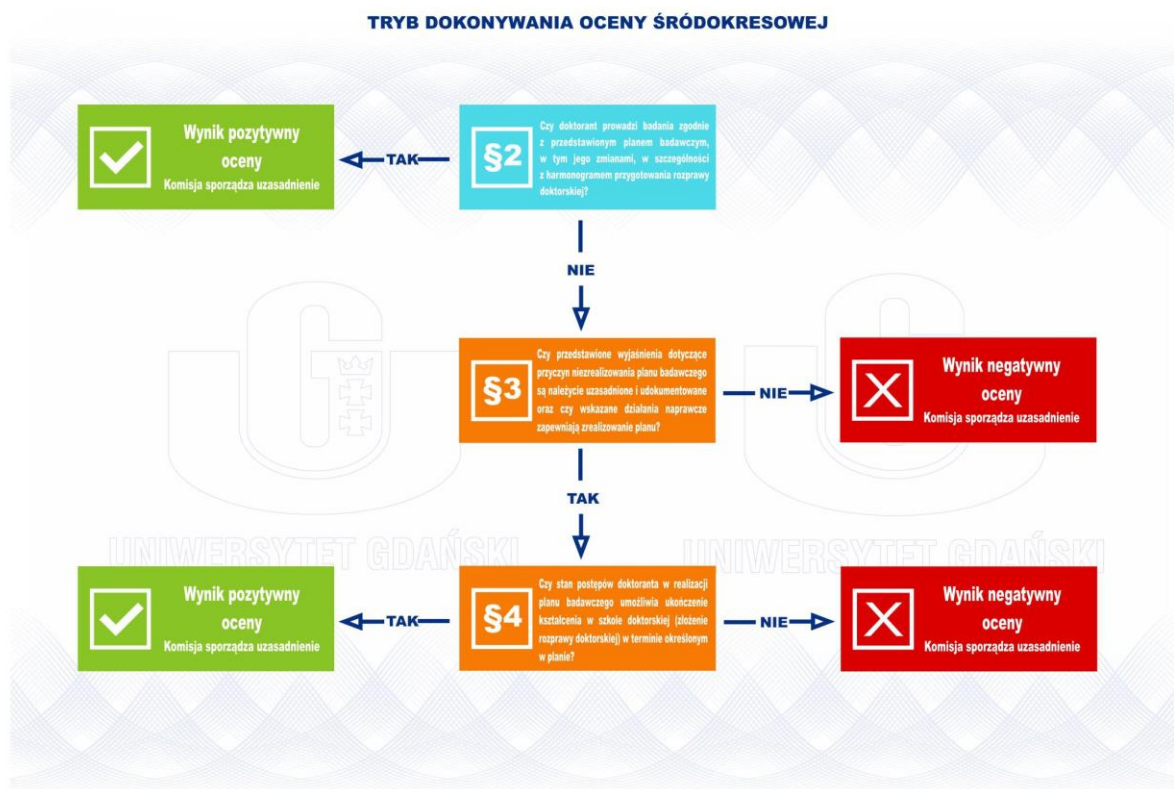 TRYB DOKONYWANIA OCENY ŚRÓDOKRESOWEJ
Wynik pozytywny
oceny
Komisja sporządza uzasadnienie
TAK
§2
Czy doktorant prowadzi badania zgodnie
z przedstawionym planem badawczym,
w tym jego zmianami, w szczególności
z harmonogramem przygotowania rozprawy
doktorskiej?
NIE
§3
Czy przedstawione wyjaśnienia dotyczące
przyczyn niezrealizowania planu badawczego
są należycie uzasadnione i udokumentowane
oraz czy wskazane działania naprawcze
zapewniają zrealizowanie planu?
NIE
Wynik negatywny
oceny
Komisja sporządza uzasadnienie
TAK
UNIWERSYTET GDAŃSKI
UNIWERSYTET GDAŃSKI
Wynik pozytywny
oceny
Komisja sporządza uzasadnienie
TAK
§4
Czy stan postępów doktoranta w realizacji
planu badawczego umożliwia ukończenie
kształcenia w szkole doktorskiej (złożenie
rozprawy doktorskiej) w terminie określonym
w planie?
NIE
Wynik negatywny
oceny
Komisja sporządza uzasadnienie